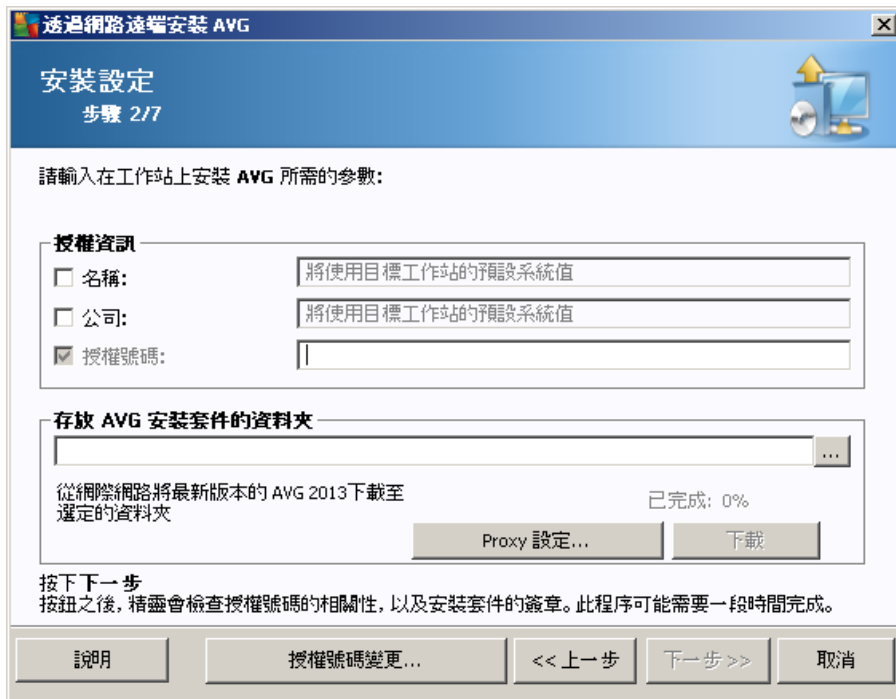 透過網路遠端安裝 AVG
安裝設定
步驟 2/7
請輸入在工作站上安裝 AVG 所需的參數:
授權資訊
名稱:
將使用目標工作站的預設系統值
公司:
將使用目標工作站的預設系統值
授權號碼:
存放 AVG 安裝套件的資料夾
...
從網際網路將最新版本的 AVG 2013下載至
選定的資料夾
已完成: 0%
Proxy 設定...
下載
按下下一步
按鈕之後, 精靈會檢查授權號碼的相關性, 以及安裝套件的簽章。此程序可能需要一段時間完成。
說明
授權號碼變更...
<< 上一步
下一步 >>
取消